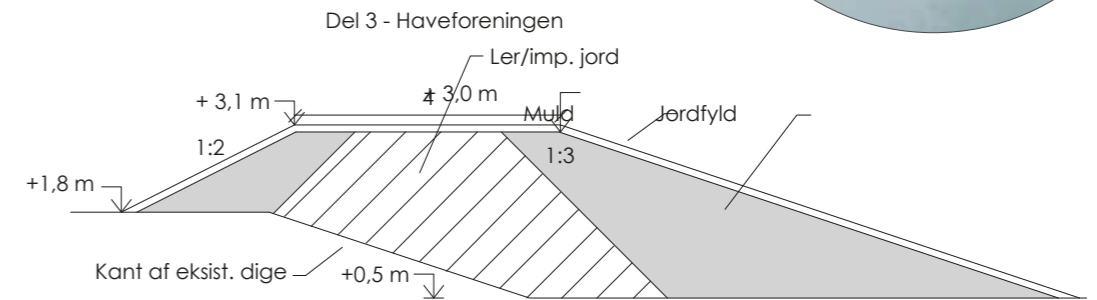 Del 3 - Haveforeningen
Ler/imp. jord
+ 3,1 m
4
+ 3,0 m
Muld
Jordfyld
1:2
1:3
+1,8 m
Kant af eksist. dige
+0,5 m